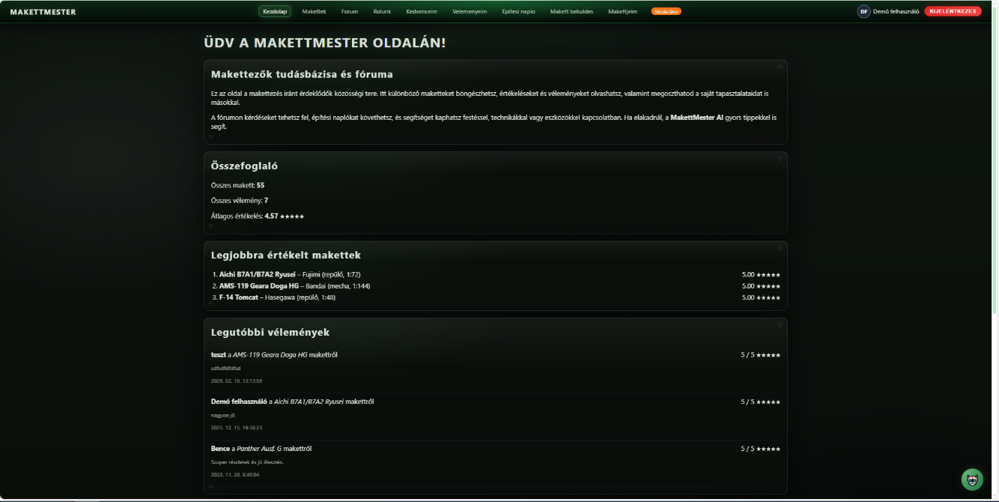 MAKETTMESTER
Kezdolap Makettek Forum Rolunk Kedvenceim Velemenyeim Epitesi naplo Makett bekuldes Makettjeim Moderátor
DF Demó felhasználó KIJELENTKEZES
ÜDV A MAKETTMESTER OLDALÁN!
Makettezők tudásbázisa és fóruma
Ez az oldal a makettezés iránt érdeklődők közösségi tere. Itt különböző maketteket böngészhetsz, értékeléseket és véleményeket olvashatsz, valamint megoszthatod a saját tapasztalataidat is
másokkal.
A fórumon kérdéseket tehetsz fel, építési naplókat követhetsz, és segítséget kaphatsz festéssel, technikákkal vagy eszközökkel kapcsolatban. Ha elakadnál, a MakettMester AI gyors tippekkel is
segít.
Összefoglaló
Összes makett: 55
Összes vélemény: 7
Átlagos értékelés: 4.57 ★★★★★
Legjobbra értékelt makettek
1. Aichi B7A1/B7A2 Ryusei – Fujimi (repülő, 1:72) 5.00 ★★★★★
2. AMS-119 Geara Doga HG – Bandai (mecha, 1:144) 5.00 ★★★★★
3. F-14 Tomcat – Hasegawa (repülő, 1:48) 5.00 ★★★★★
Legutóbbi vélemények
teszt a AMS-119 Geara Doga HG makettről 5 / 5 ★★★★★
sdfsdfdfdfsd
2026. 02. 19. 13:13:56
Demó felhasználó a Aichi B7A1/B7A2 Ryusei makettről 5 / 5 ★★★★★
nagyon jó
2025. 12. 15. 19:38:23
Bence a Panther Ausf. G makettről 5 / 5 ★★★★★
Szuper részletek és jó illesztés.
2025. 11. 26. 8:40:04